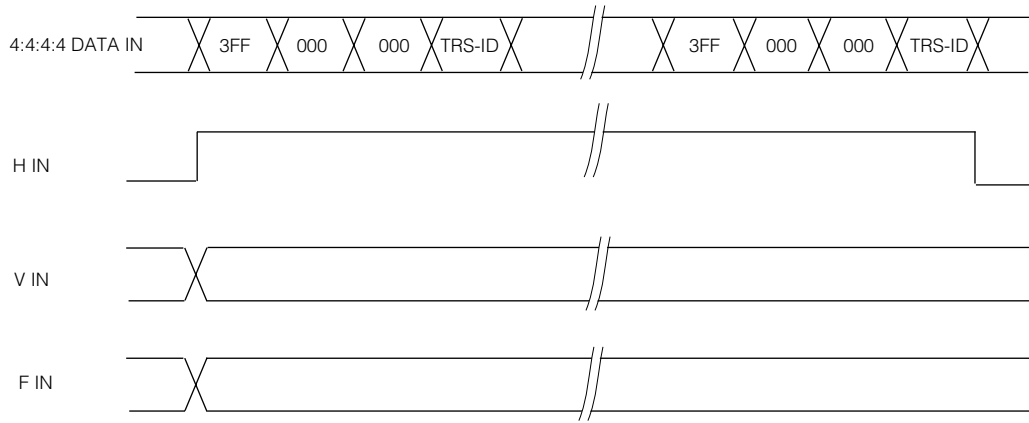 4:4:4:4 DATA IN 3FF 000 000 TRS-ID 3FF 000 000 TRS-ID
H IN
V IN
F IN